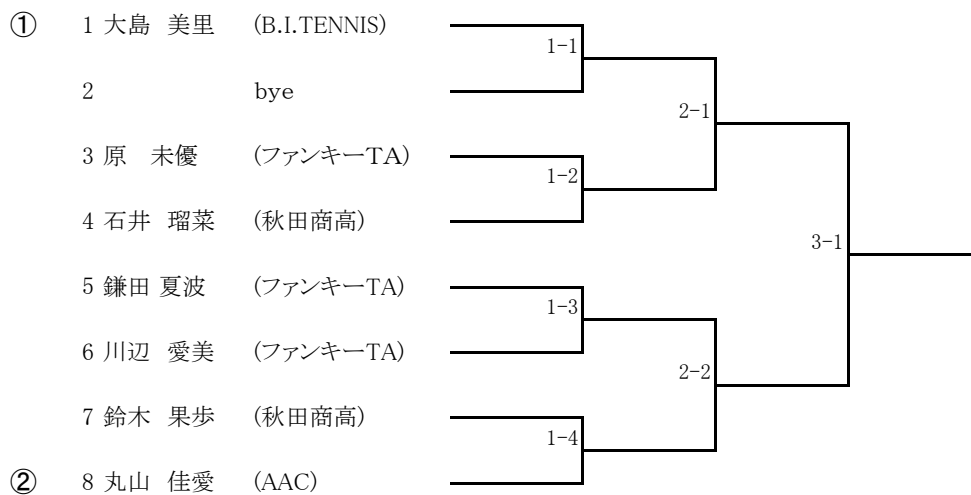 ① 1 大島 美里 (B.I.TENNIS)
1-1
2 bye
2-1
3 原 未優 (ファンキーTA)
1-2
4 石井 瑠菜 (秋田商高)
3-1
5 鎌田 夏波 (ファンキーTA)
1-3
6 川辺 愛美 (ファンキーTA)
2-2
7 鈴木 果歩 (秋田商高)
1-4
② 8 丸山 佳愛 (AAC)